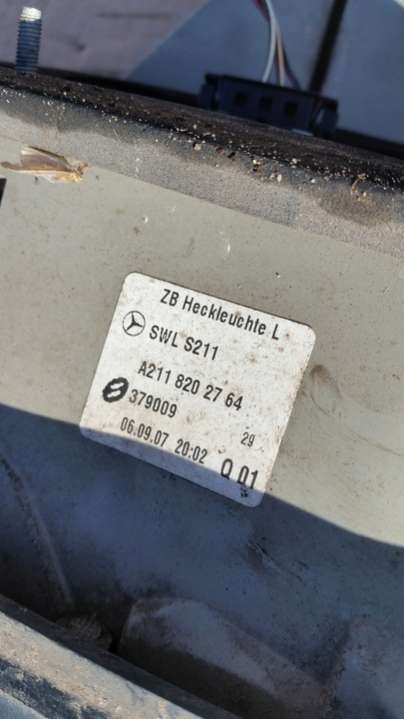 ZB Heckleuchte L
SWL S211
A211 820 27 64
379009
29
06.09.07 20:02
Q 01